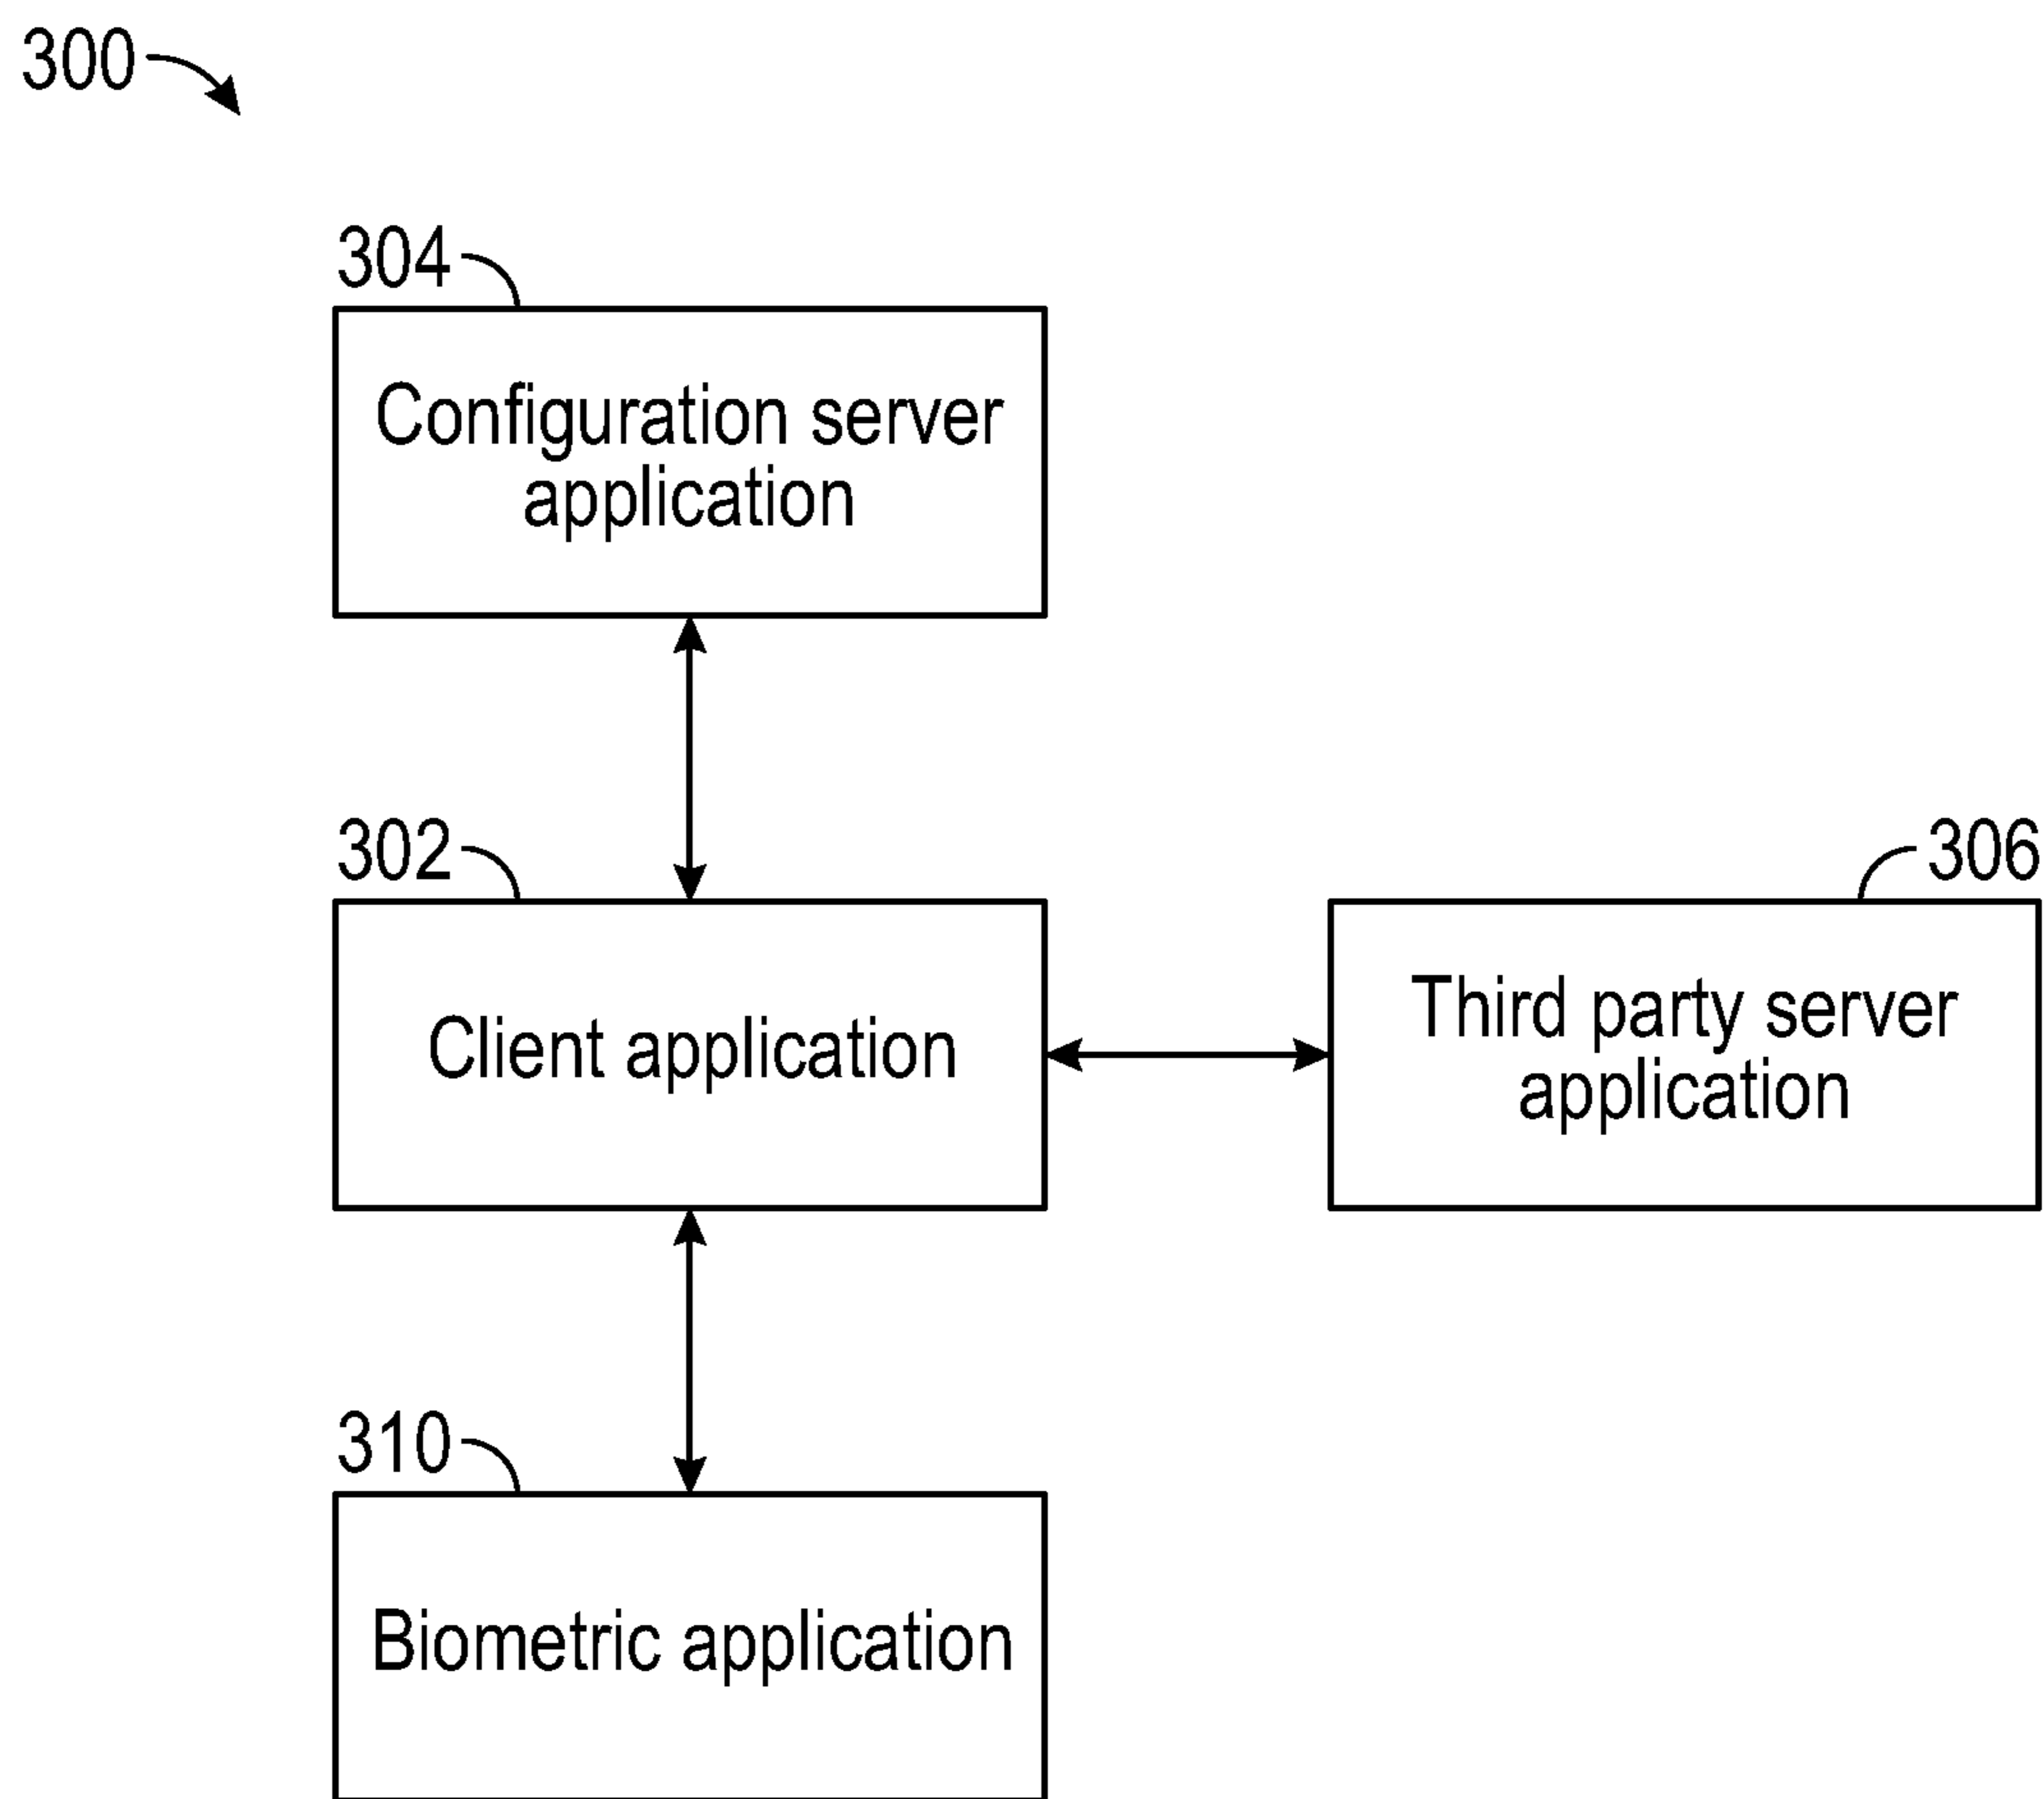 300
304
Configuration server
application
302
306
Client application
Third party server
application
310
Biometric application